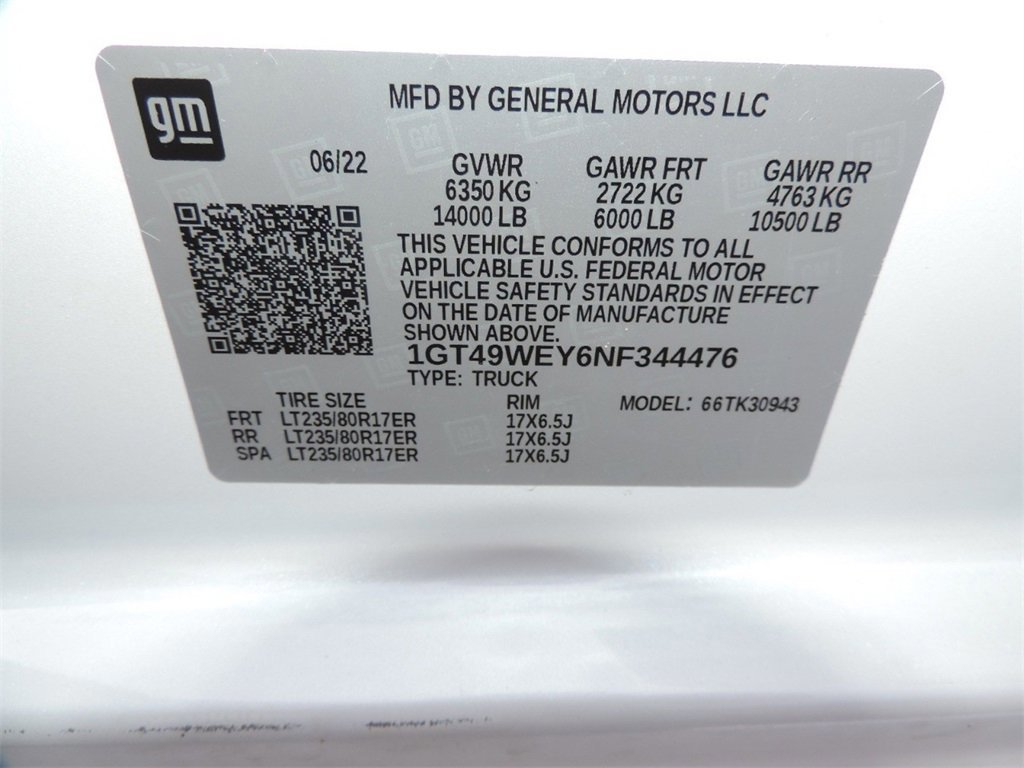 gm
MFD BY GENERAL MOTORS LLC
06/22 GVWR GAWR FRT GAWR RR
6350 KG 2722 KG 4763 KG
14000 LB 6000 LB 10500 LB
THIS VEHICLE CONFORMS TO ALL
APPLICABLE U.S. FEDERAL MOTOR
VEHICLE SAFETY STANDARDS IN EFFECT
ON THE DATE OF MANUFACTURE
SHOWN ABOVE.
1GT49WEY6NF344476
TYPE: TRUCK
TIRE SIZE RIM MODEL: 66TK30943
FRT LT235/80R17ER 17X6.5J
RR LT235/80R17ER 17X6.5J
SPA LT235/80R17ER 17X6.5J